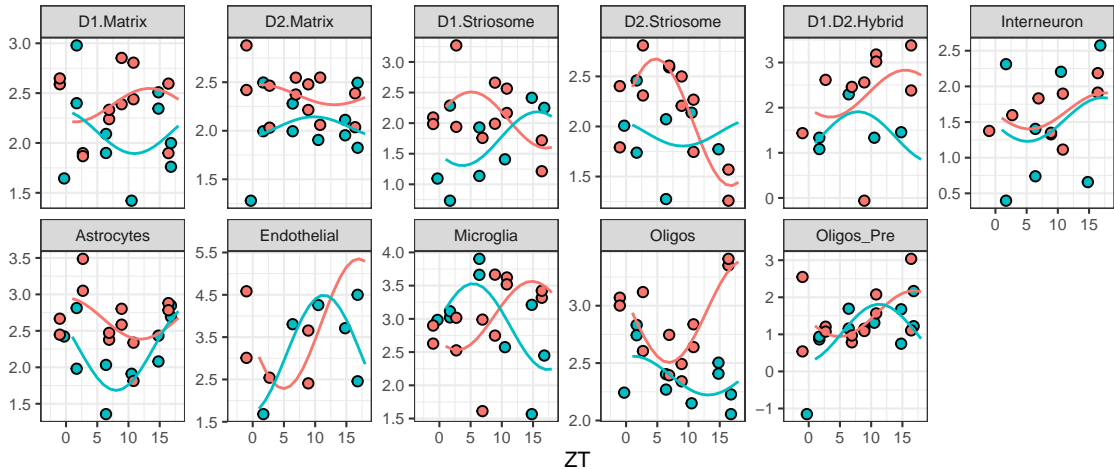 D1.Matrix D2.Matrix D1.Striosome D2.Striosome D1.D2.Hybrid Interneuron
3.0 2.5 2.0 1.5
2.5 2.0 1.5
3.0 2.5 2.0 1.5 1.0
2.5 2.0 1.5
3 2 1 0
2.5 2.0 1.5 1.0 0.5
Astrocytes Endothelial Microglia Oligos Oligos_Pre
3.5 3.0 2.5 2.0 1.5
5.5 4.5 3.5 2.5 1.5
4.0 3.5 3.0 2.5 2.0 1.5
3.0 2.5 2.0
3 2 1 0 −1
0 5 10 15 0 5 10 15 0 5 10 15 0 5 10 15 0 5 10 15 0 5 10 15
ZT